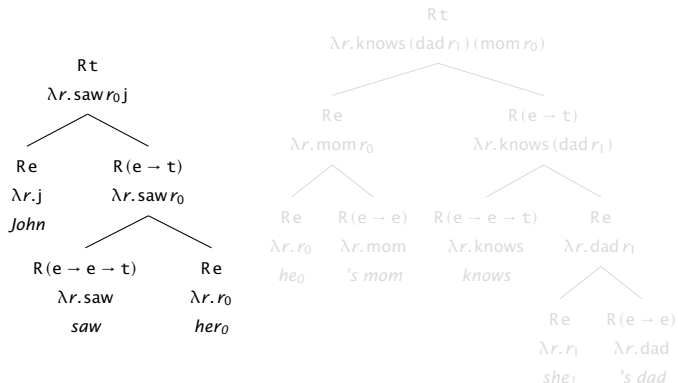 R t
λr. saw r₀ j
R e
R (e → t)
λr. j
λr. saw r₀
John
R (e → e → t)
R e
λr. saw
λr. r₀
saw
her₀
R t
λr. knows (dad r₁) (mom r₀)
R e
R (e → t)
λr. mom r₀
λr. knows (dad r₁)
R e
R (e → e)
R (e → e → t)
R e
λr. r₀
λr. mom
λr. knows
λr. dad r₁
he₀
's mom
knows
R e
R (e → e)
λr. r₁
λr. dad
she₁
's dad